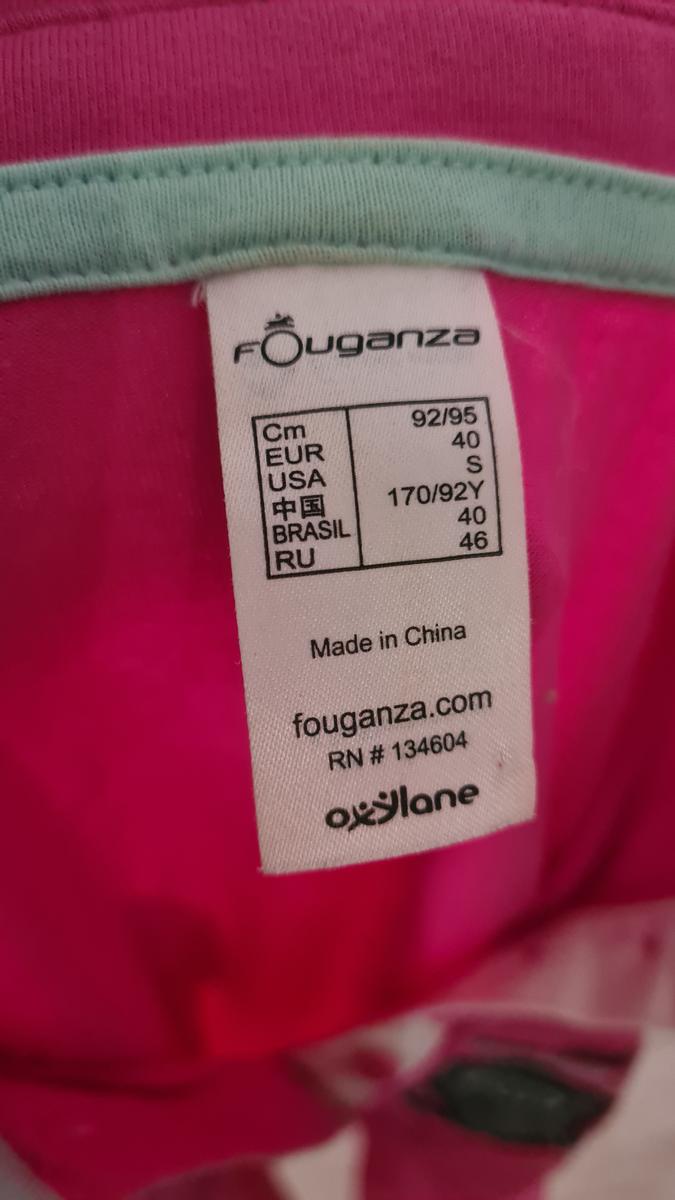 FOUGANZA
Cm 92/95
EUR 40
USA S
中国 170/92Y
BRASIL 40
RU 46
Made in China
fouganza.com
RN # 134604
oxylane